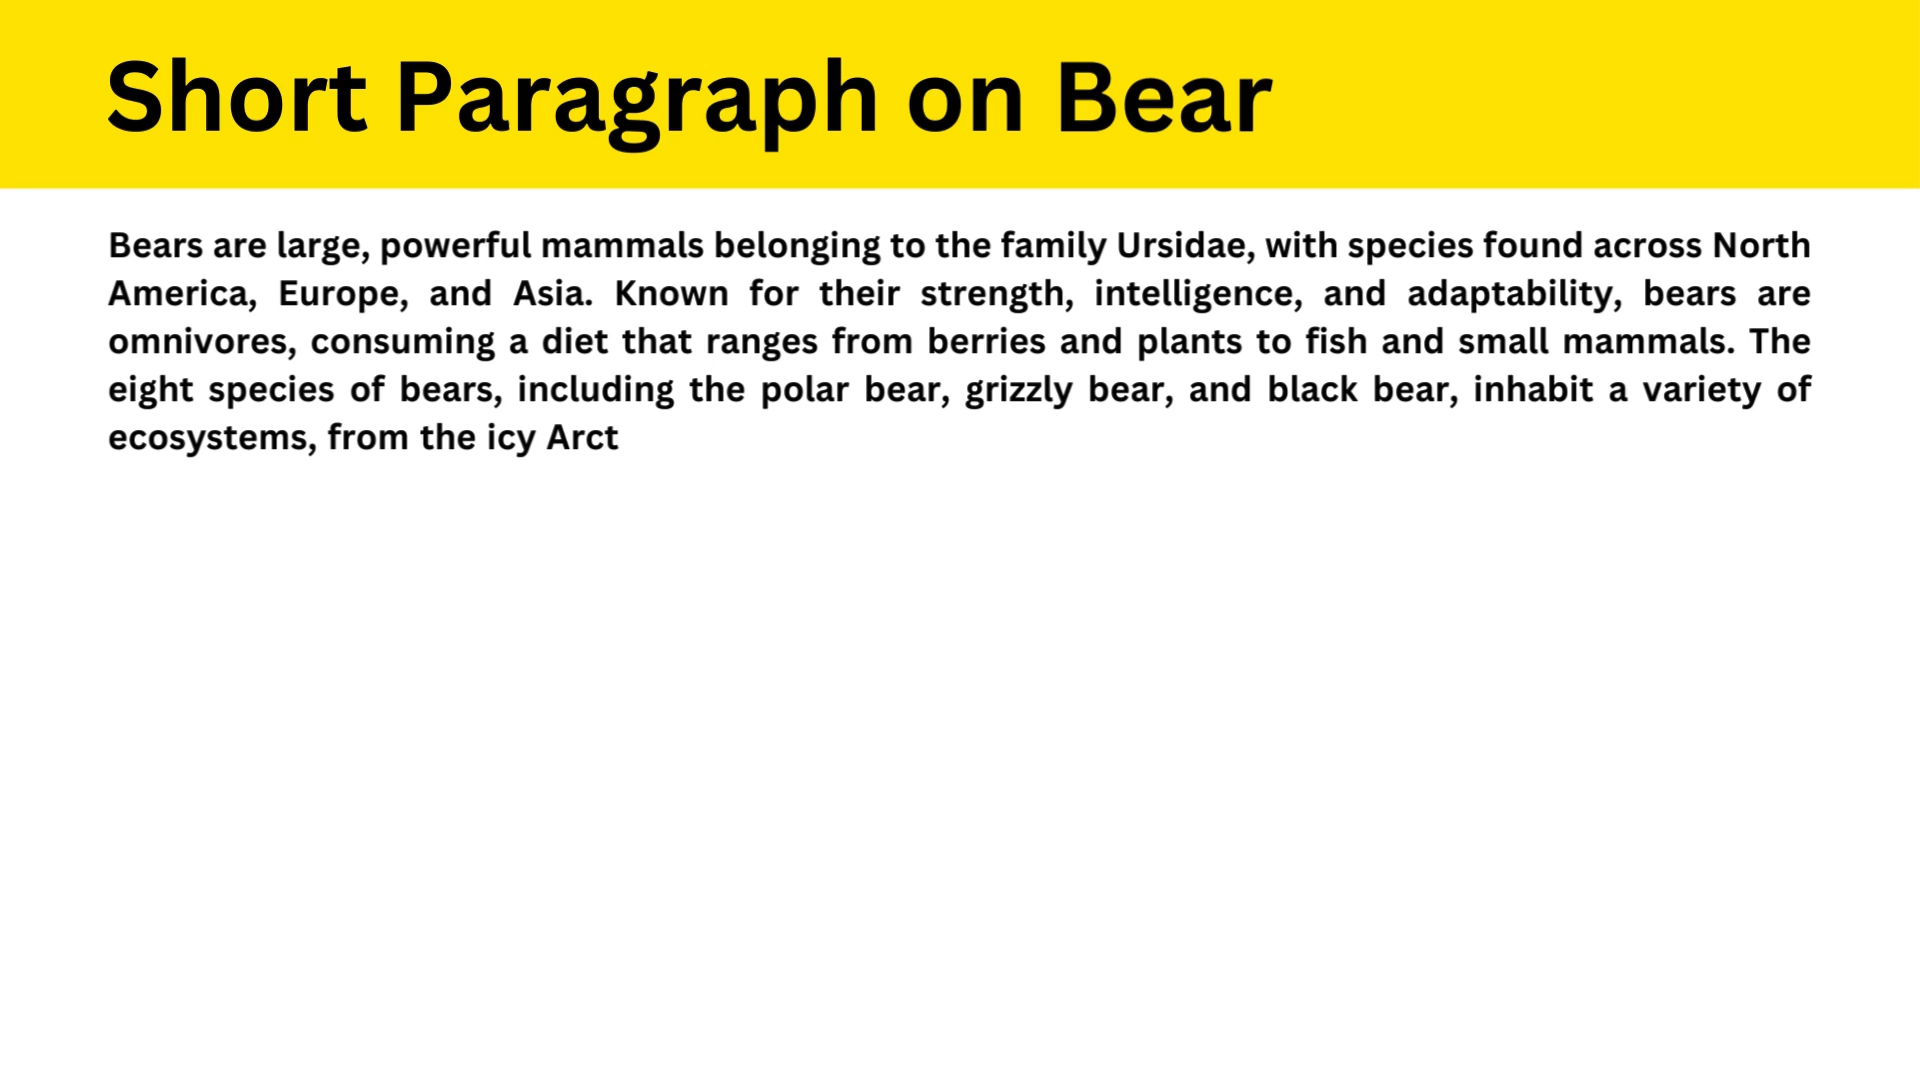 Short Paragraph on Bear
Bears are large, powerful mammals belonging to the family Ursidae, with species found across North
America, Europe, and Asia. Known for their strength, intelligence, and adaptability, bears are
omnivores, consuming a diet that ranges from berries and plants to fish and small mammals. The
eight species of bears, including the polar bear, grizzly bear, and black bear, inhabit a variety of
ecosystems, from the icy Arct